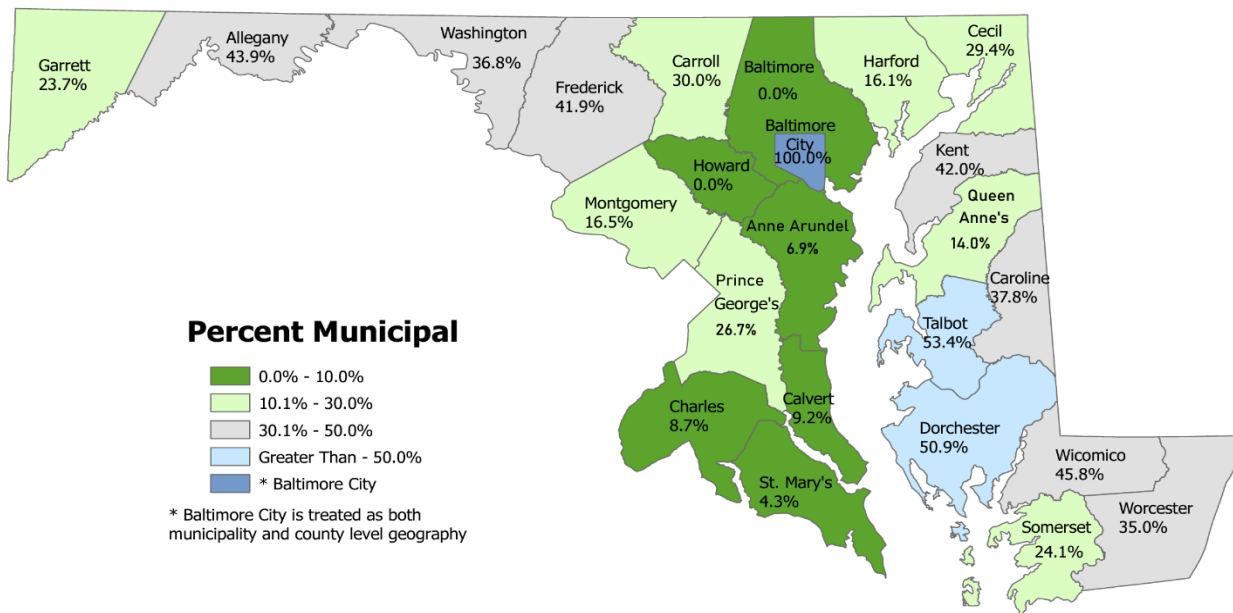 Garrett
23.7%
Allegany
43.9%
Washington
36.8%
Frederick
41.9%
Carroll
30.0%
Baltimore
0.0%
Baltimore
City
100.0%
Harford
16.1%
Cecil
29.4%
Howard
0.0%
Kent
42.0%
Montgomery
16.5%
Anne Arundel
6.9%
Queen
Anne's
14.0%
Prince
George's
26.7%
Caroline
37.8%
Talbot
53.4%
Charles
8.7%
Calvert
9.2%
Dorchester
50.9%
St. Mary's
4.3%
Wicomico
45.8%
Worcester
35.0%
Somerset
24.1%
Percent Municipal
0.0% - 10.0%
10.1% - 30.0%
30.1% - 50.0%
Greater Than - 50.0%
* Baltimore City
* Baltimore City is treated as both
municipality and county level geography